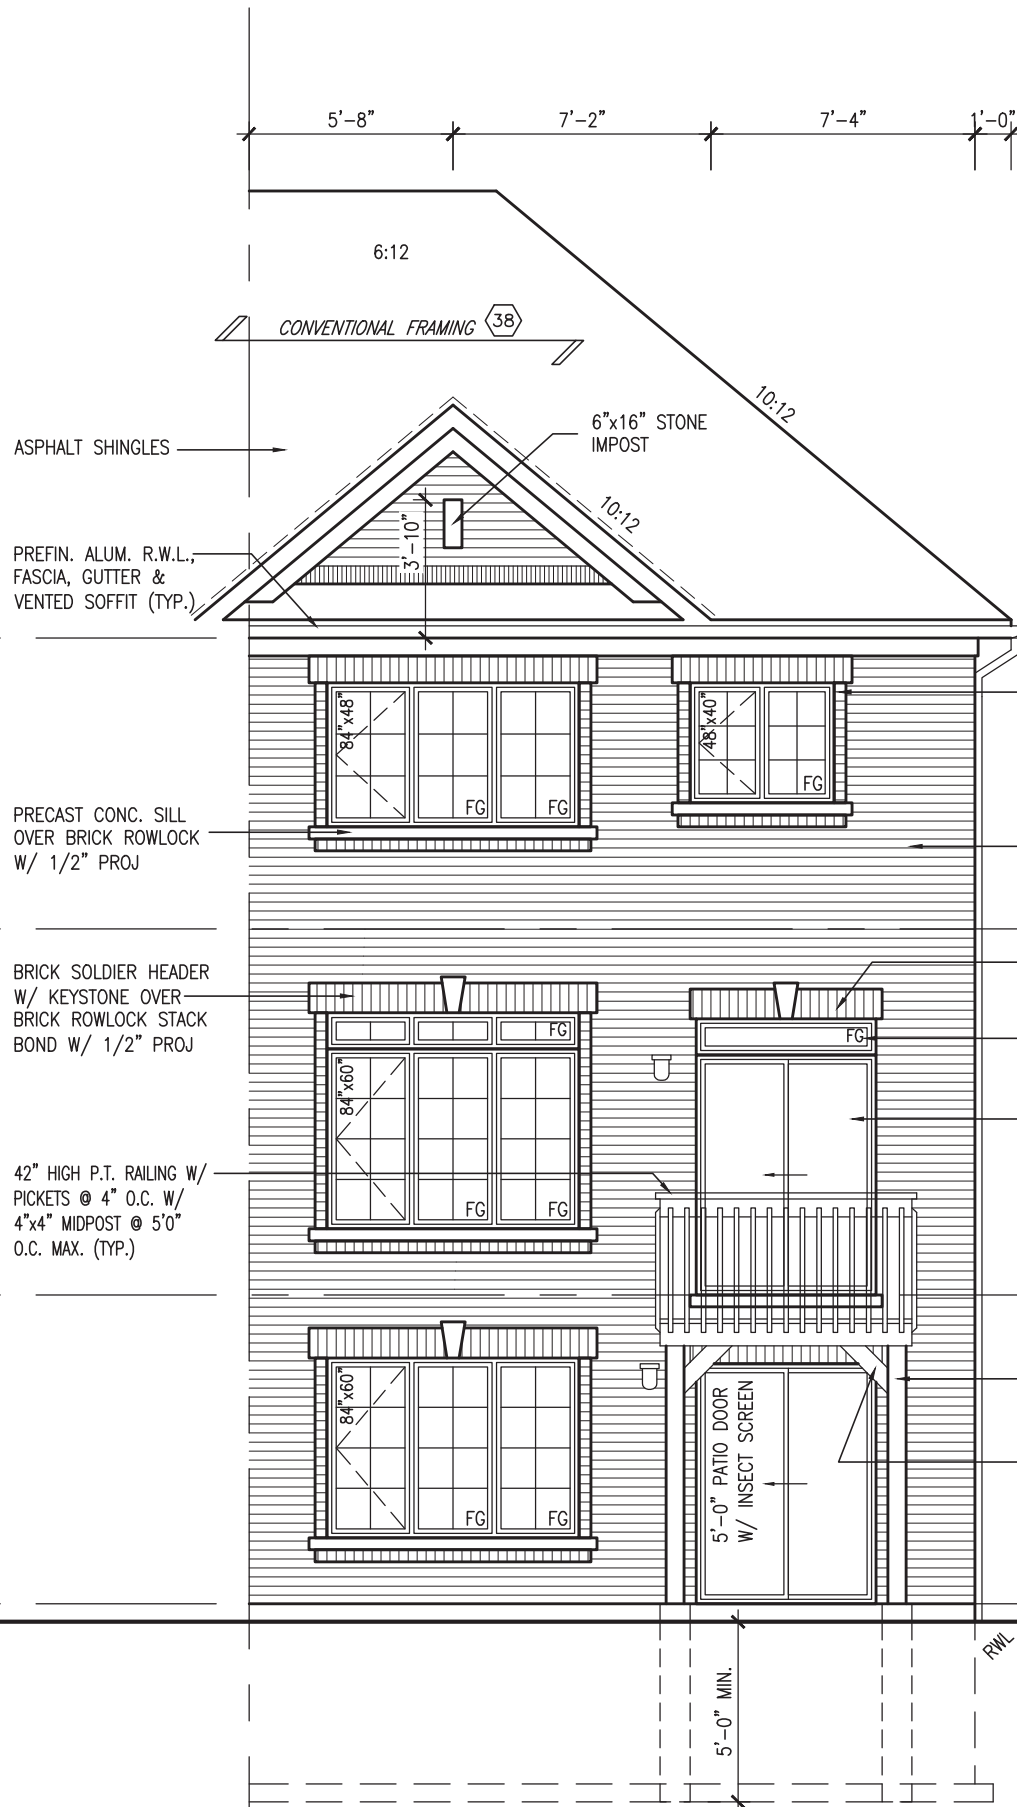 5'-8" 7'-2" 7'-4" 1'-0"
6:12
CONVENTIONAL FRAMING 38
10:12
6"x16" STONE
IMPOST
ASPHALT SHINGLES
10:12
3'-10"
PREFIN. ALUM. R.W.L.,
FASCIA, GUTTER &
VENTED SOFFIT (TYP.)
84"x48"
48"x40"
FG
FG FG
PRECAST CONC. SILL
OVER BRICK ROWLOCK
W/ 1/2" PROJ
BRICK SOLDIER HEADER
W/ KEYSTONE OVER
BRICK ROWLOCK STACK
BOND W/ 1/2" PROJ
FG
FG
84"x60"
FG FG
42" HIGH P.T. RAILING W/
PICKETS @ 4" O.C. W/
4"x4" MIDPOST @ 5'0"
O.C. MAX. (TYP.)
84"x60"
FG FG
5'-0" PATIO DOOR
W/ INSECT SCREEN
RWL
5'-0" MIN.